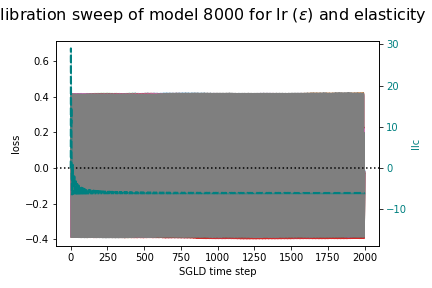 libration sweep of model 8000 for lr (ε) and elasticity
0.6
0.4
0.2
0.0
−0.2
−0.4
loss
30
20
10
0
−10
llc
0 250 500 750 1000 1250 1500 1750 2000
SGLD time step